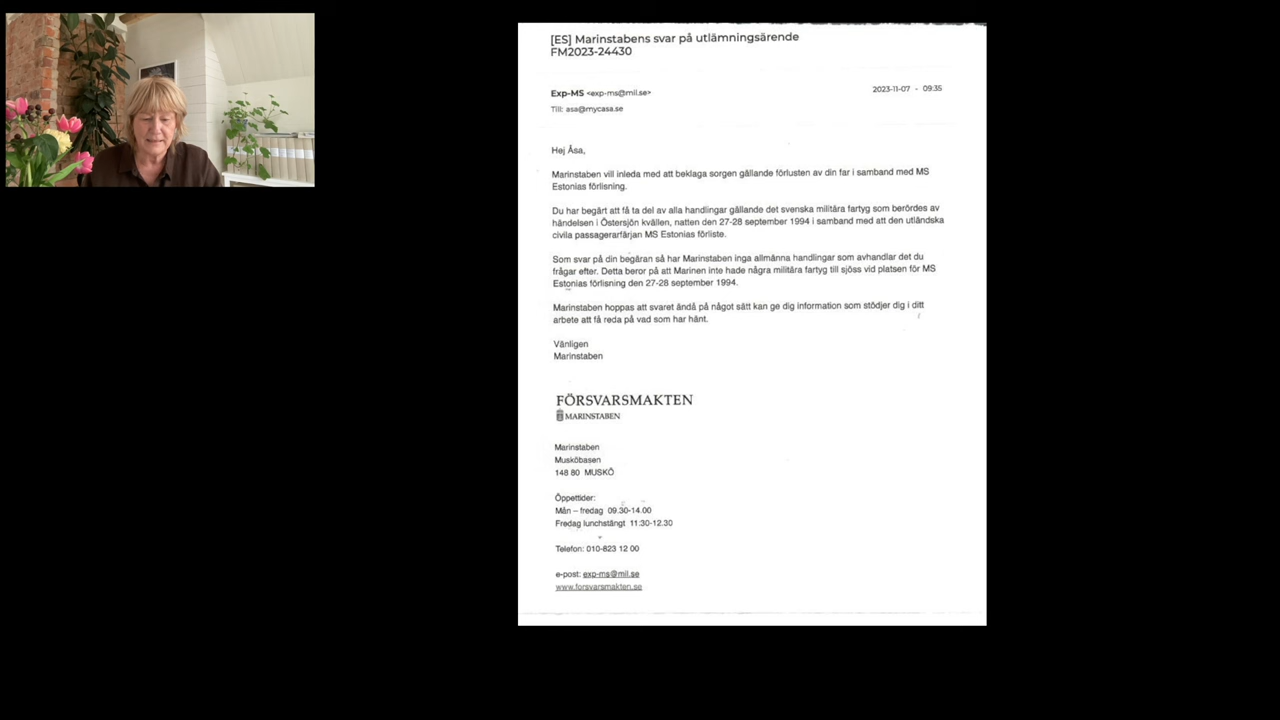 [ES] Marinstabens svar på utlämningsärende
FM2023-24430
Exp-MS <exp-ms@mil.se>
2023-11-07 - 09:35
Till: asa@mycasa.se
Hej Åsa,
Marinstaben vill inleda med att beklaga sorgen gällande förlusten av din far i samband med MS
Estonias förlisning.
Du har begärt att få ta del av alla handlingar gällande det svenska militära fartyg som berördes av
händelsen i Östersjön kvällen, natten den 27-28 september 1994 i samband med att den utländska
civila passagerarfärjan MS Estonias förliste.
Som svar på din begäran så har Marinstaben inga allmänna handlingar som avhandlar det du
frågar efter. Detta beror på att Marinen inte hade några militära fartyg till sjöss vid platsen för MS
Estonias förlisning den 27-28 september 1994.
Marinstaben hoppas att svaret ändå på något sätt kan ge dig information som stödjer dig i ditt
arbete att få reda på vad som har hänt.
Vänligen
Marinstaben
FÖRSVARSMAKTEN
MARINSTABEN
Marinstaben
Musköbasen
148 80 MUSKÖ
Öppettider:
Mån – fredag 09.30-14.00
Fredag lunchstängt 11:30-12.30
Telefon: 010-823 12 00
e-post: exp-ms@mil.se
www.forsvarsmakten.se